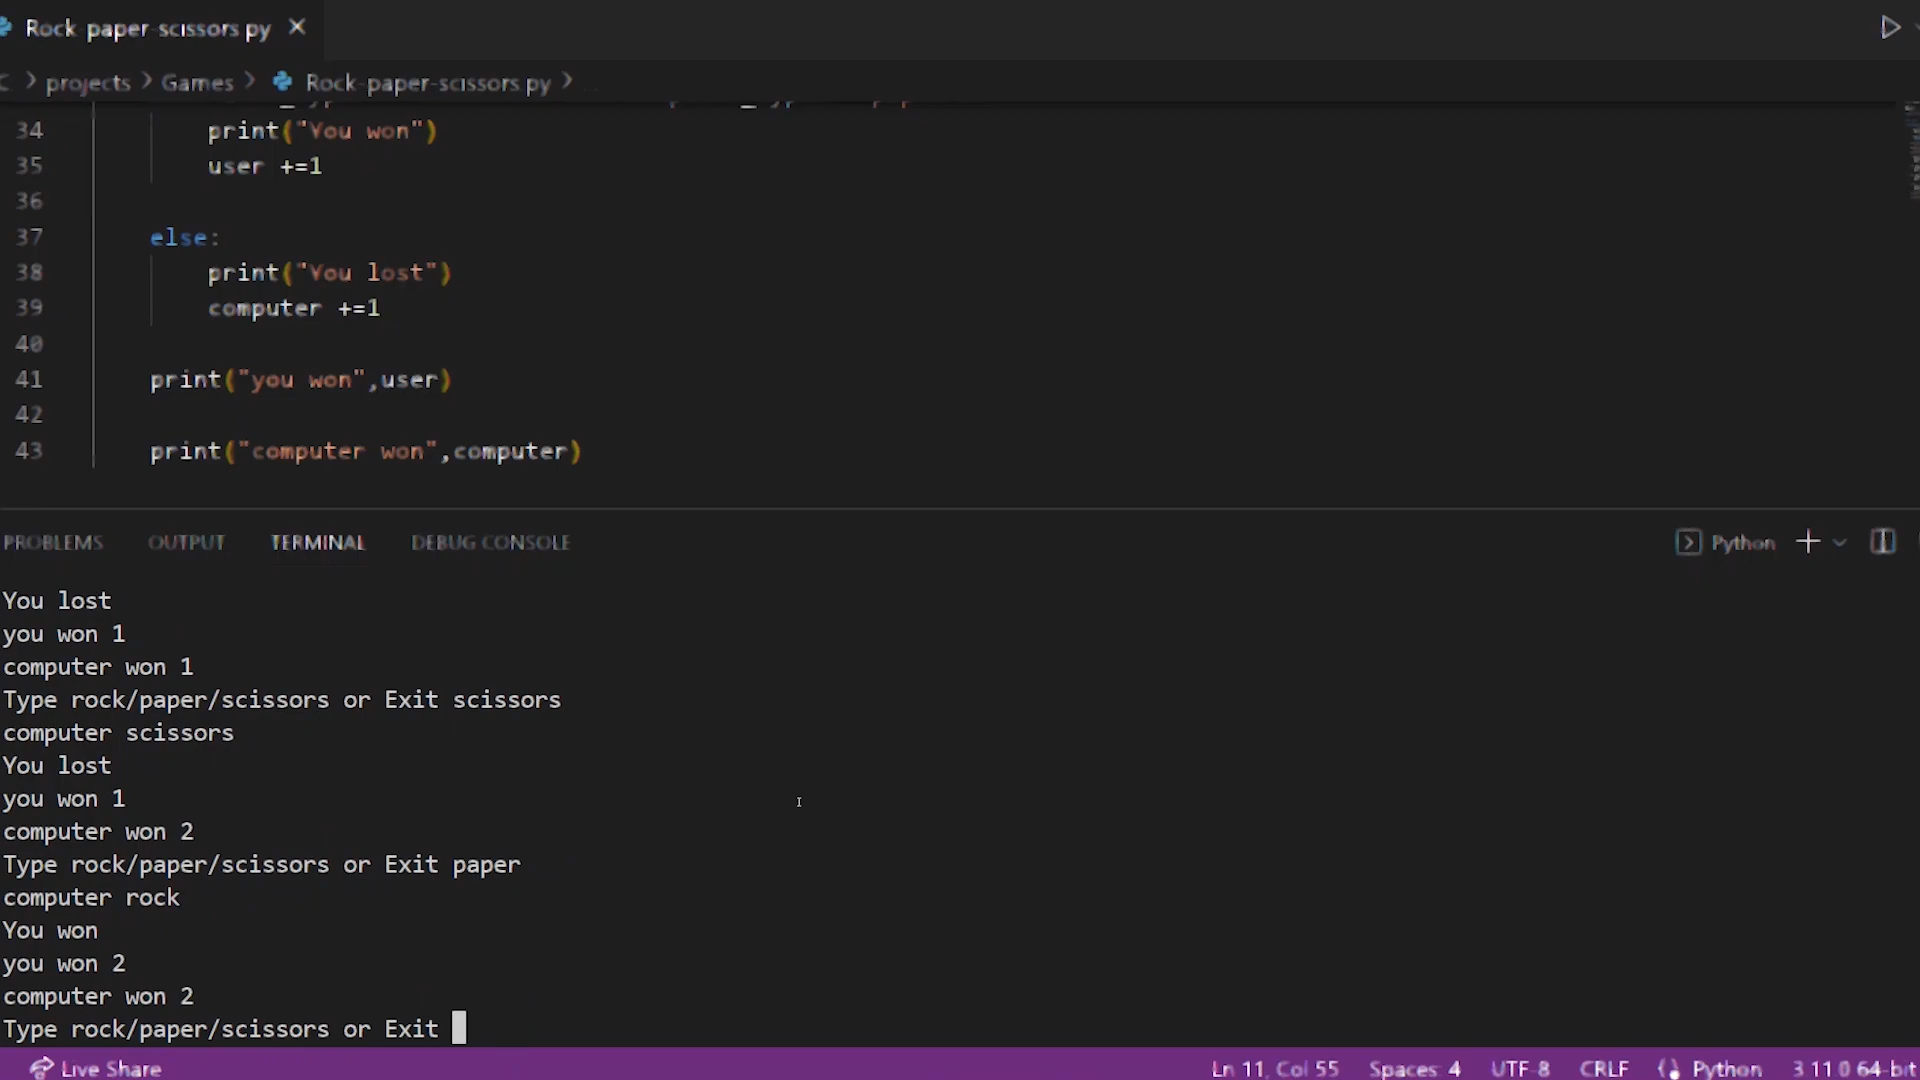 Rock paper-scissors py
projects > Games > Rock-paper-scissors py >
34 print("You won")
35 user +=1
36
37 else:
38 print("You lost")
39 computer +=1
40
41 print("you won",user)
42
43 print("computer won",computer)
PROBLEMS OUTPUT TERMINAL DEBUG CONSOLE Python
You lost
you won 1
computer won 1
Type rock/paper/scissors or Exit scissors
computer scissors
You lost
you won 1
computer won 2
Type rock/paper/scissors or Exit paper
computer rock
You won
you won 2
computer won 2
Type rock/paper/scissors or Exit
Live Share Ln 11, Col 55 Spaces 4 UTF-8 CRLF Python 3 11 0 64-bit